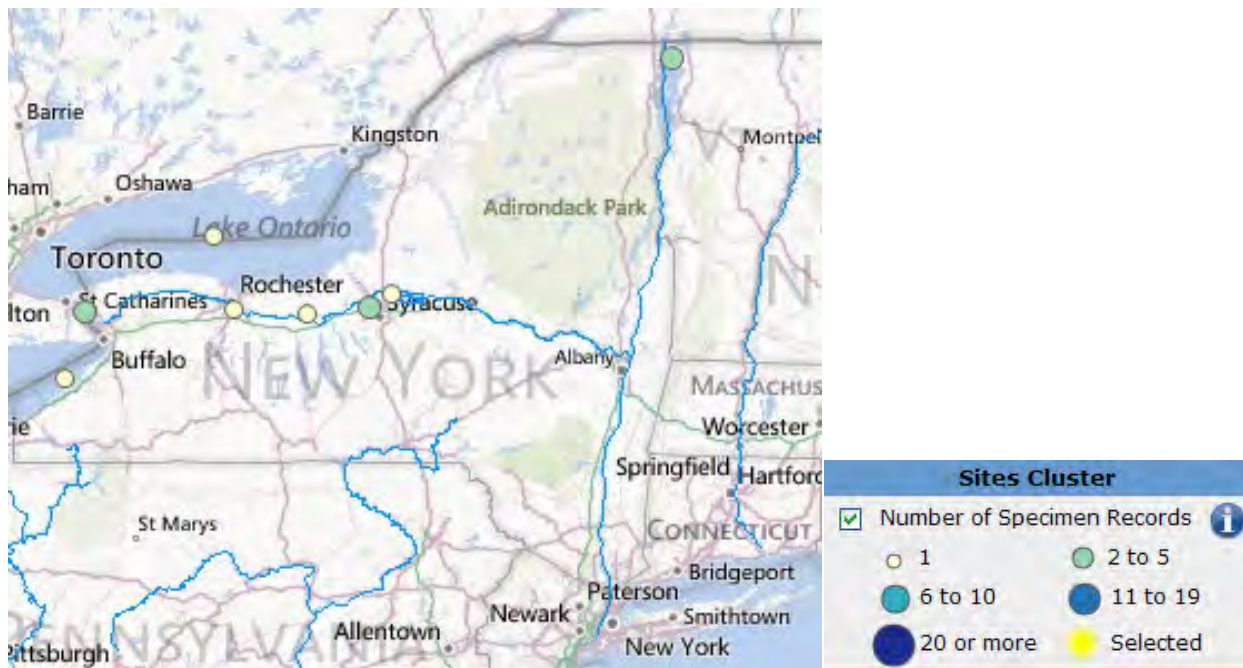 Barrie
Kingston
Montpel
ham
Oshawa
Adirondack Park
Lake Ontario
Toronto
Rochester
lton
St Catharines
Syracuse
Buffalo
NEW YORK
Albany
MASSACHUS
rie
Worcester
Springfield
Hartford
St Marys
CONNECTICUT
Bridgeport
Paterson
Newark
Smithtown
Allentown
New York
PENNSYLVANIA
Pittsburgh
V
N
Sites Cluster
Number of Specimen Records
1
2 to 5
6 to 10
11 to 19
20 or more
Selected